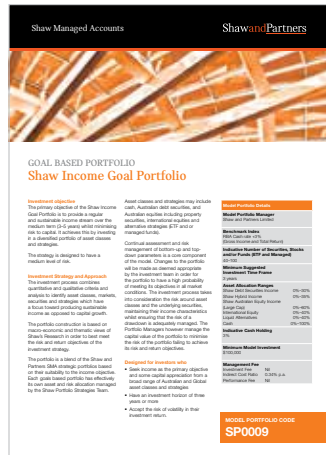 Shaw Managed Accounts
ShawandPartners
GOAL BASED PORTFOLIO
Shaw Income Goal Portfolio
Investment objective
The primary objective of the Shaw Income
Goal Portfolio is to provide a regular
and sustainable income stream over the
medium term (3-5 years) whilst minimising
risk to capital. It achieves this by investing
in a diversified portfolio of asset classes
and strategies.
The strategy is designed to have a
medium level of risk.
Investment Strategy and Approach
The investment process combines
quantitative and qualitative criteria and
analysis to identify asset classes, markets,
securities and strategies which have
a focus toward producing sustainable
income as opposed to capital growth.
The portfolio construction is based on
macro-economic and thematic views of
Shaw's Research in order to best meet
the risk and return objectives of the
investment strategy.
The portfolio is a blend of the Shaw and
Partners SMA strategic portfolios based
on their suitability to the income objective.
Each goals based portfolio has effectively
its own asset and risk allocation managed
by the Shaw Portfolio Strategies Team.
Asset classes and strategies may include
cash, Australian debt securities, and
Australian equities including property
securities, international equities and
alternative strategies (ETF and/or
managed funds).
Continual assessment and risk
management of bottom-up and top-
down parameters is a core component
of the model. Changes to the portfolio
will be made as deemed appropriate
by the investment team in order for
the portfolio to have a high probability of
meeting its objectives in all market
conditions. The investment process takes
into consideration the risk around asset
classes and the underlying securities,
maintaining their income characteristics
whilst ensuring that the risk of a
drawdown is adequately managed. The
Portfolio Managers however manage the
capital value of the portfolio to minimise
the risk of the portfolio failing to achieve
its risk and return objectives.
Designed for investors who
• Seek income as the primary objective
and some capital appreciation from a
broad range of Australian and Global
asset classes and strategies
• Have an investment horizon of three
years or more
• Accept the risk of volatility in their
investment return.
Model Portfolio Details
Model Portfolio Manager
Shaw and Partners Limited
Benchmark Index
RBA Cash rate +1%
(Gross Income and Total Return)
Indicative Number of Securities, Stocks
and/or Funds (ETF and Managed)
50-100
Minimum Suggested
Investment Time Frame
3 years
Asset Allocation Ranges
Shaw Debt Securities Income 0%-90%
Shaw Hybrid Income
Shaw Australian Equity Income
(Large Cap)
International Equity
Liquid Alternatives
Cash 0%-100%
Indicative Cash Holding
2%
Minimum Model Investment
$100,000
Management Fee
Investment Fee Nil
Indirect Cost Ratio 0.34% p.a.
Performance Fee Nil
MODEL PORTFOLIO CODE
SP0009